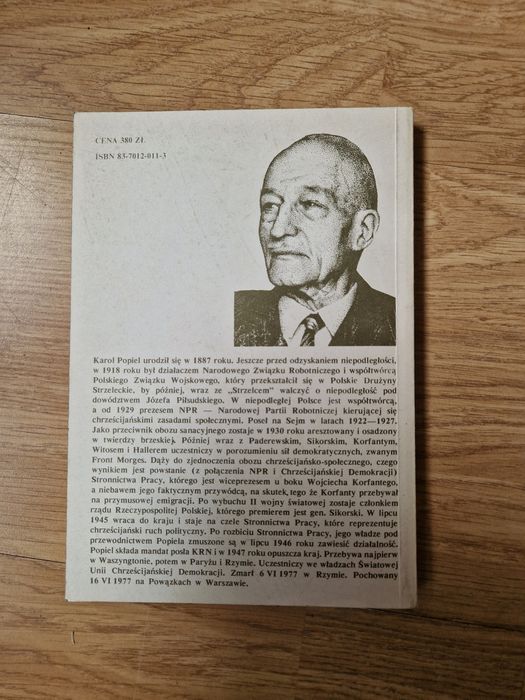 CENA 380 ZŁ
ISBN 83-7012-011-3
Karol Popiel urodził się w 1887 roku. Jeszcze przed odzyskaniem niepodległości,
w 1918 roku był działaczem Narodowego Związku Robotniczego i współtwórcą
Polskiego Związku Wojskowego, który przekształcił się w Polskie Drużyny
Strzeleckie, by później, wraz ze „Strzelcem” walczyć o niepodległość pod
dowództwem Józefa Piłsudskiego. W niepodległej Polsce jest współtwórcą,
a od 1929 prezesem NPR — Narodowej Partii Robotniczej kierującej się
chrześcijańskimi zasadami społecznymi. Poseł na Sejm w latach 1922—1927.
Jako przeciwnik obozu sanacyjnego zostaje w 1930 roku aresztowany i osadzony
w twierdzy brzeskiej. Później wraz z Paderewskim, Sikorskim, Korfantym,
Witosem i Hallerem uczestniczy w porozumieniu sił demokratycznych, zwanym
Front Morges. Dąży do zjednoczenia obozu chrześcijańsko-społecznego, czego
wynikiem jest powstanie (z połączenia NPR i Chrześcijańskiej Demokracji)
Stronnictwa Pracy, którego jest wiceprezesem u boku Wojciecha Korfantego,
a niebawem jego faktycznym przywódcą, na skutek, tego że Korfanty przebywał
na przymusowej emigracji. Po wybuchu II wojny światowej zostaje członkiem
rządu Rzeczypospolitej Polskiej, którego premierem jest gen. Sikorski. W lipcu
1945 wraca do kraju i staje na czele Stronnictwa Pracy, które reprezentuje
chrześcijański ruch polityczny. Po rozbiciu Stronnictwa Pracy, jego władze pod
przewodnictwem Popiela zmuszone są w lipcu 1946 roku zawiesić działalność.
Popiel składa mandat posła KRN i w 1947 roku opuszcza kraj. Przebywa najpierw
w Waszyngtonie, potem w Paryżu i Rzymie. Uczestniczy we władzach Światowej
Unii Chrześcijańskiej Demokracji. Zmarł 6 VI 1977 w Rzymie. Pochowany
16 VI 1977 na Powązkach w Warszawie.